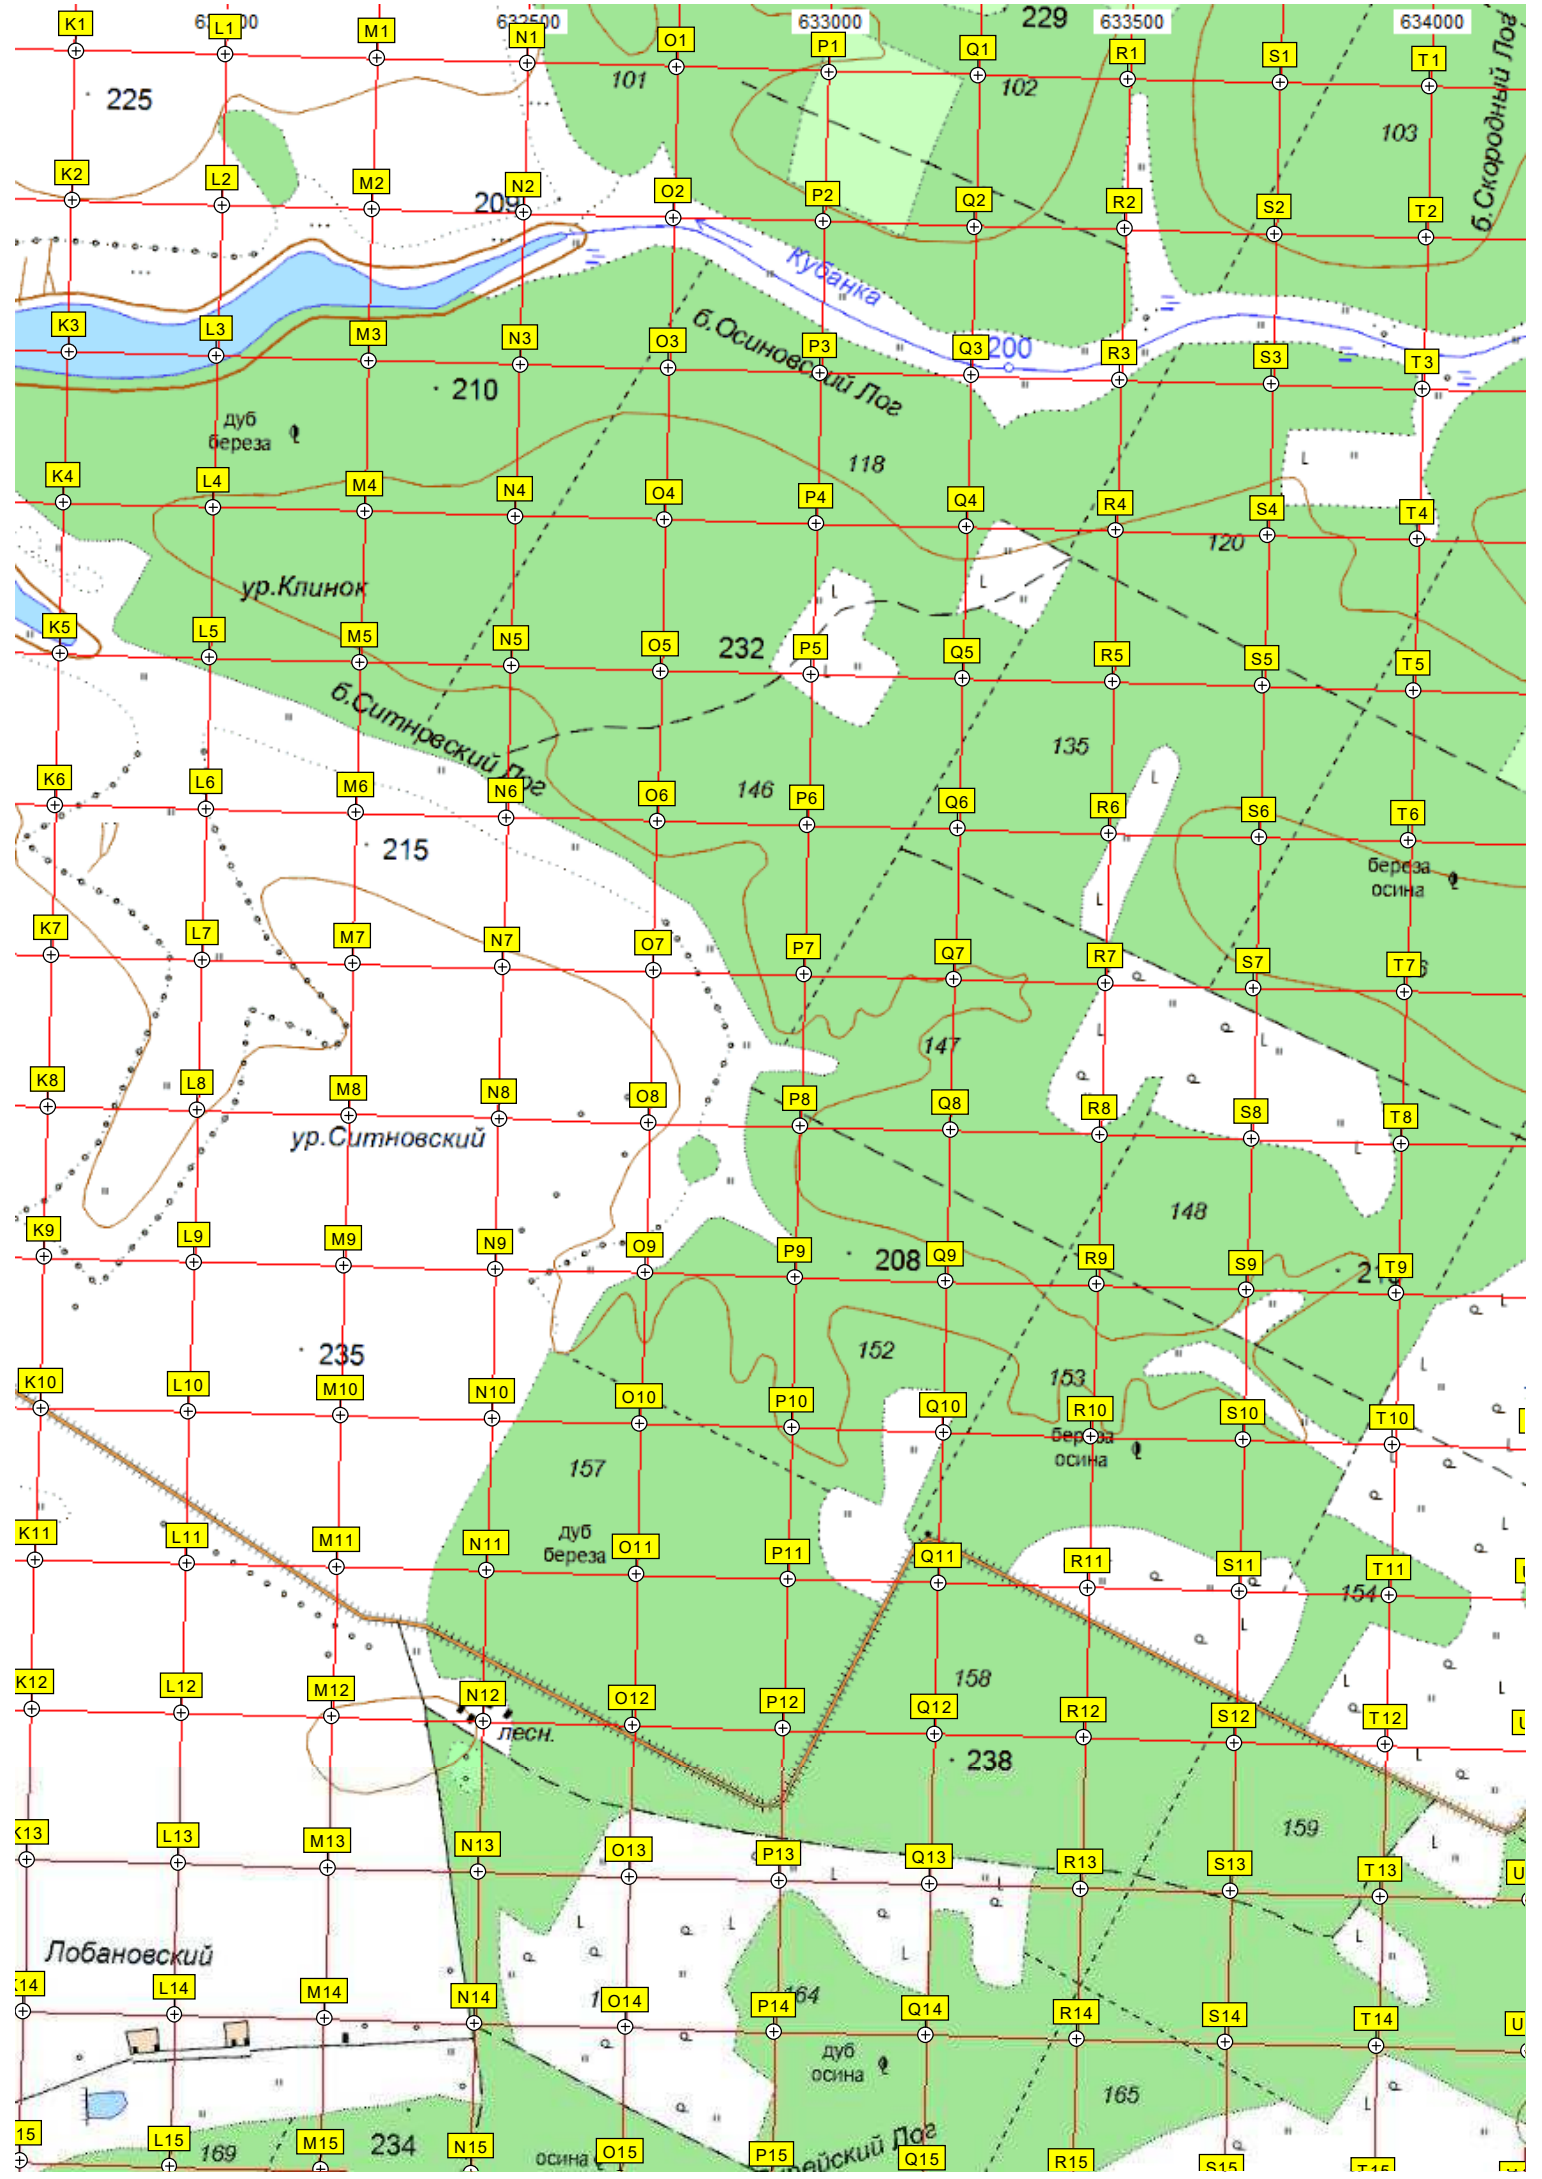 632500 633000 633500 634000
229
K1 L1 M1 N1 O1 P1 Q1 R1 S1 T1
225 101 102 103
б.Скородный Лог
K2 L2 M2 N2 O2 P2 Q2 R2 S2 T2
209
Кубанка
K3 L3 M3 N3 O3 P3 Q3 R3 S3 T3
200
б.Осиновский Лог
210
дуб
береза
118
K4 L4 M4 N4 O4 P4 Q4 R4 S4 T4
120
ур.Клинок
K5 L5 M5 N5 O5 P5 Q5 R5 S5 T5
232
б.Ситновский Лог
135
146
K6 L6 M6 N6 O6 P6 Q6 R6 S6 T6
215
береза
осина
K7 L7 M7 N7 O7 P7 Q7 R7 S7 T7
147
K8 L8 M8 N8 O8 P8 Q8 R8 S8 T8
ур.Ситновский
148
K9 L9 M9 N9 O9 P9 Q9 R9 S9 T9
208
235
152
153
K10 L10 M10 N10 O10 P10 Q10 R10 S10 T10
береза
осина
157
дуб
береза
K11 L11 M11 N11 O11 P11 Q11 R11 S11 T11
154
158
K12 L12 M12 N12 O12 P12 Q12 R12 S12 T12
лесн.
238
159
K13 L13 M13 N13 O13 P13 Q13 R13 S13 T13 U
Лобановский
K14 L14 M14 N14 O14 P14 Q14 R14 S14 T14 U
164
дуб
осина
165
15 L15 M15 N15 O15 P15 Q15 R15 S15 T15
169 234
осина
Лог